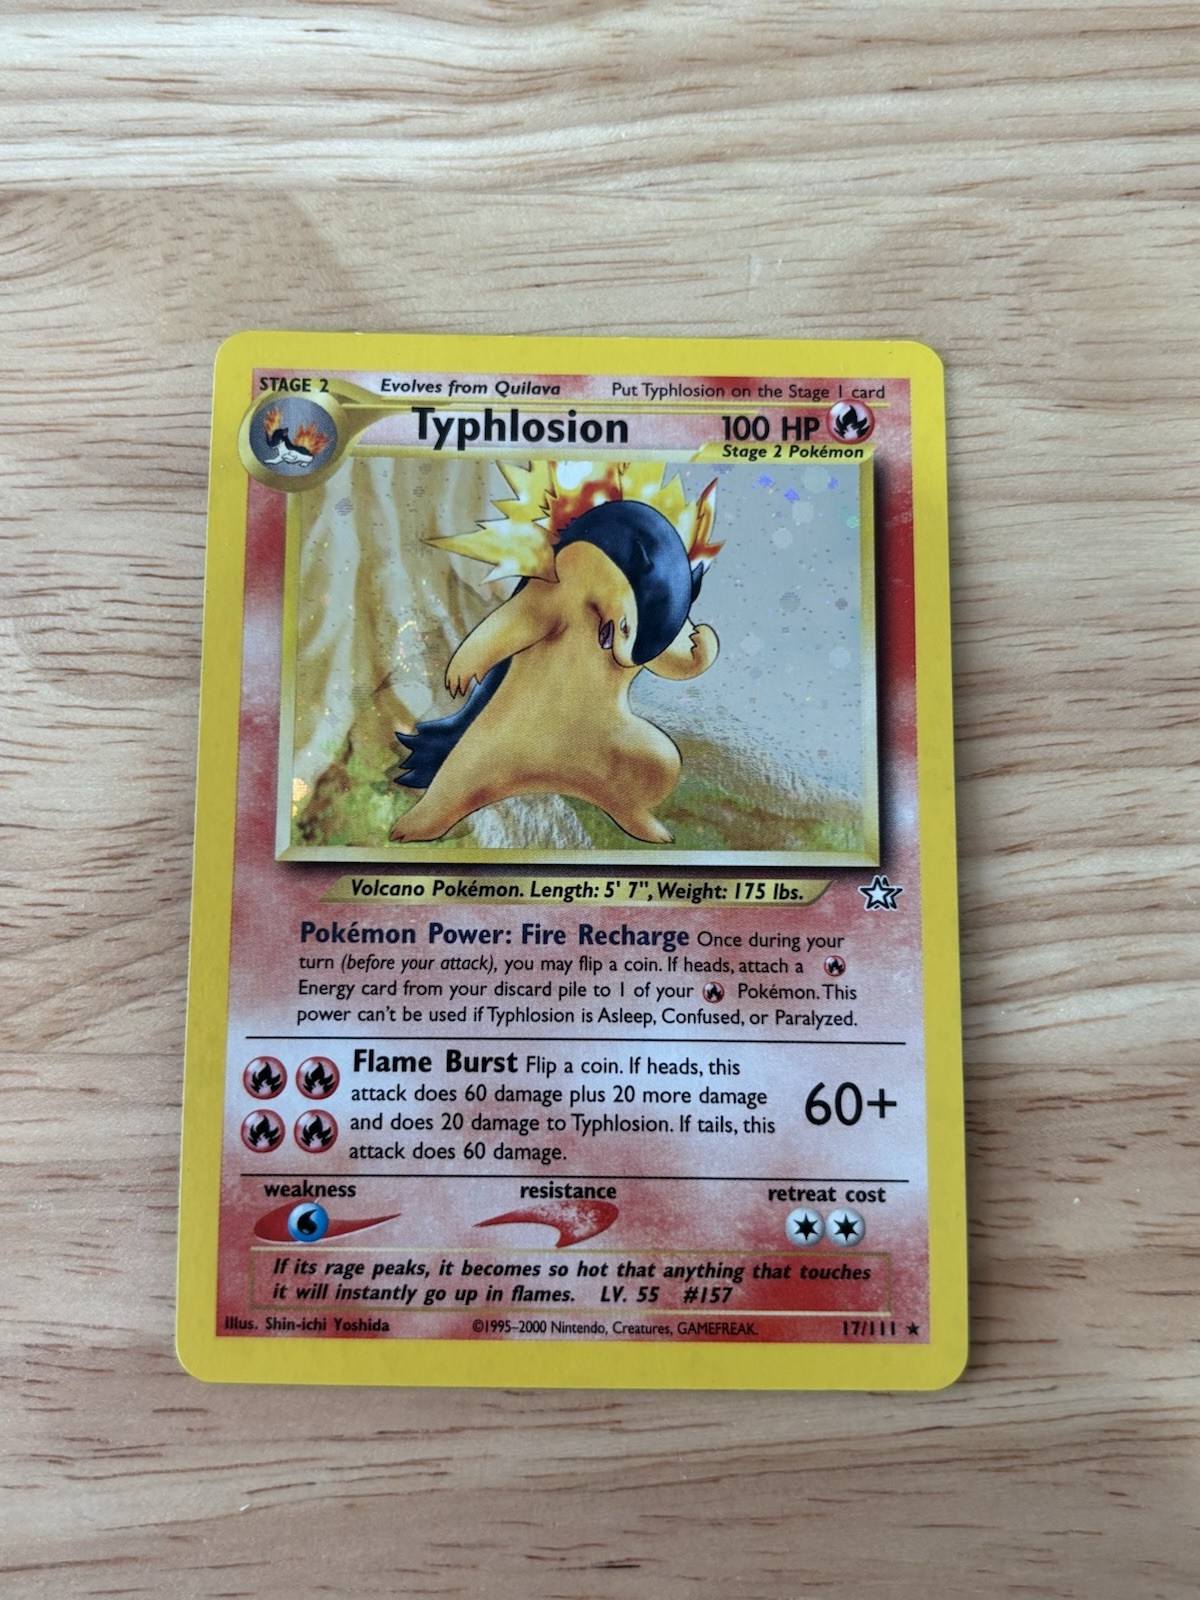 STAGE 2 Evolves from Quilava Put Typhlosion on the Stage 1 card
Typhlosion 100 HP
Stage 2 Pokémon
Volcano Pokémon. Length: 5' 7", Weight: 175 lbs.
Pokémon Power: Fire Recharge Once during your
turn (before your attack), you may flip a coin. If heads, attach a
Energy card from your discard pile to 1 of your Pokémon. This
power can't be used if Typhlosion is Asleep, Confused, or Paralyzed.
Flame Burst Flip a coin. If heads, this
attack does 60 damage plus 20 more damage
and does 20 damage to Typhlosion. If tails, this
attack does 60 damage.
60+
weakness resistance retreat cost
If its rage peaks, it becomes so hot that anything that touches
it will instantly go up in flames. LV. 55 #157
Illus. Shin-ichi Yoshida ©1995–2000 Nintendo, Creatures, GAMEFREAK. 17/111 ★